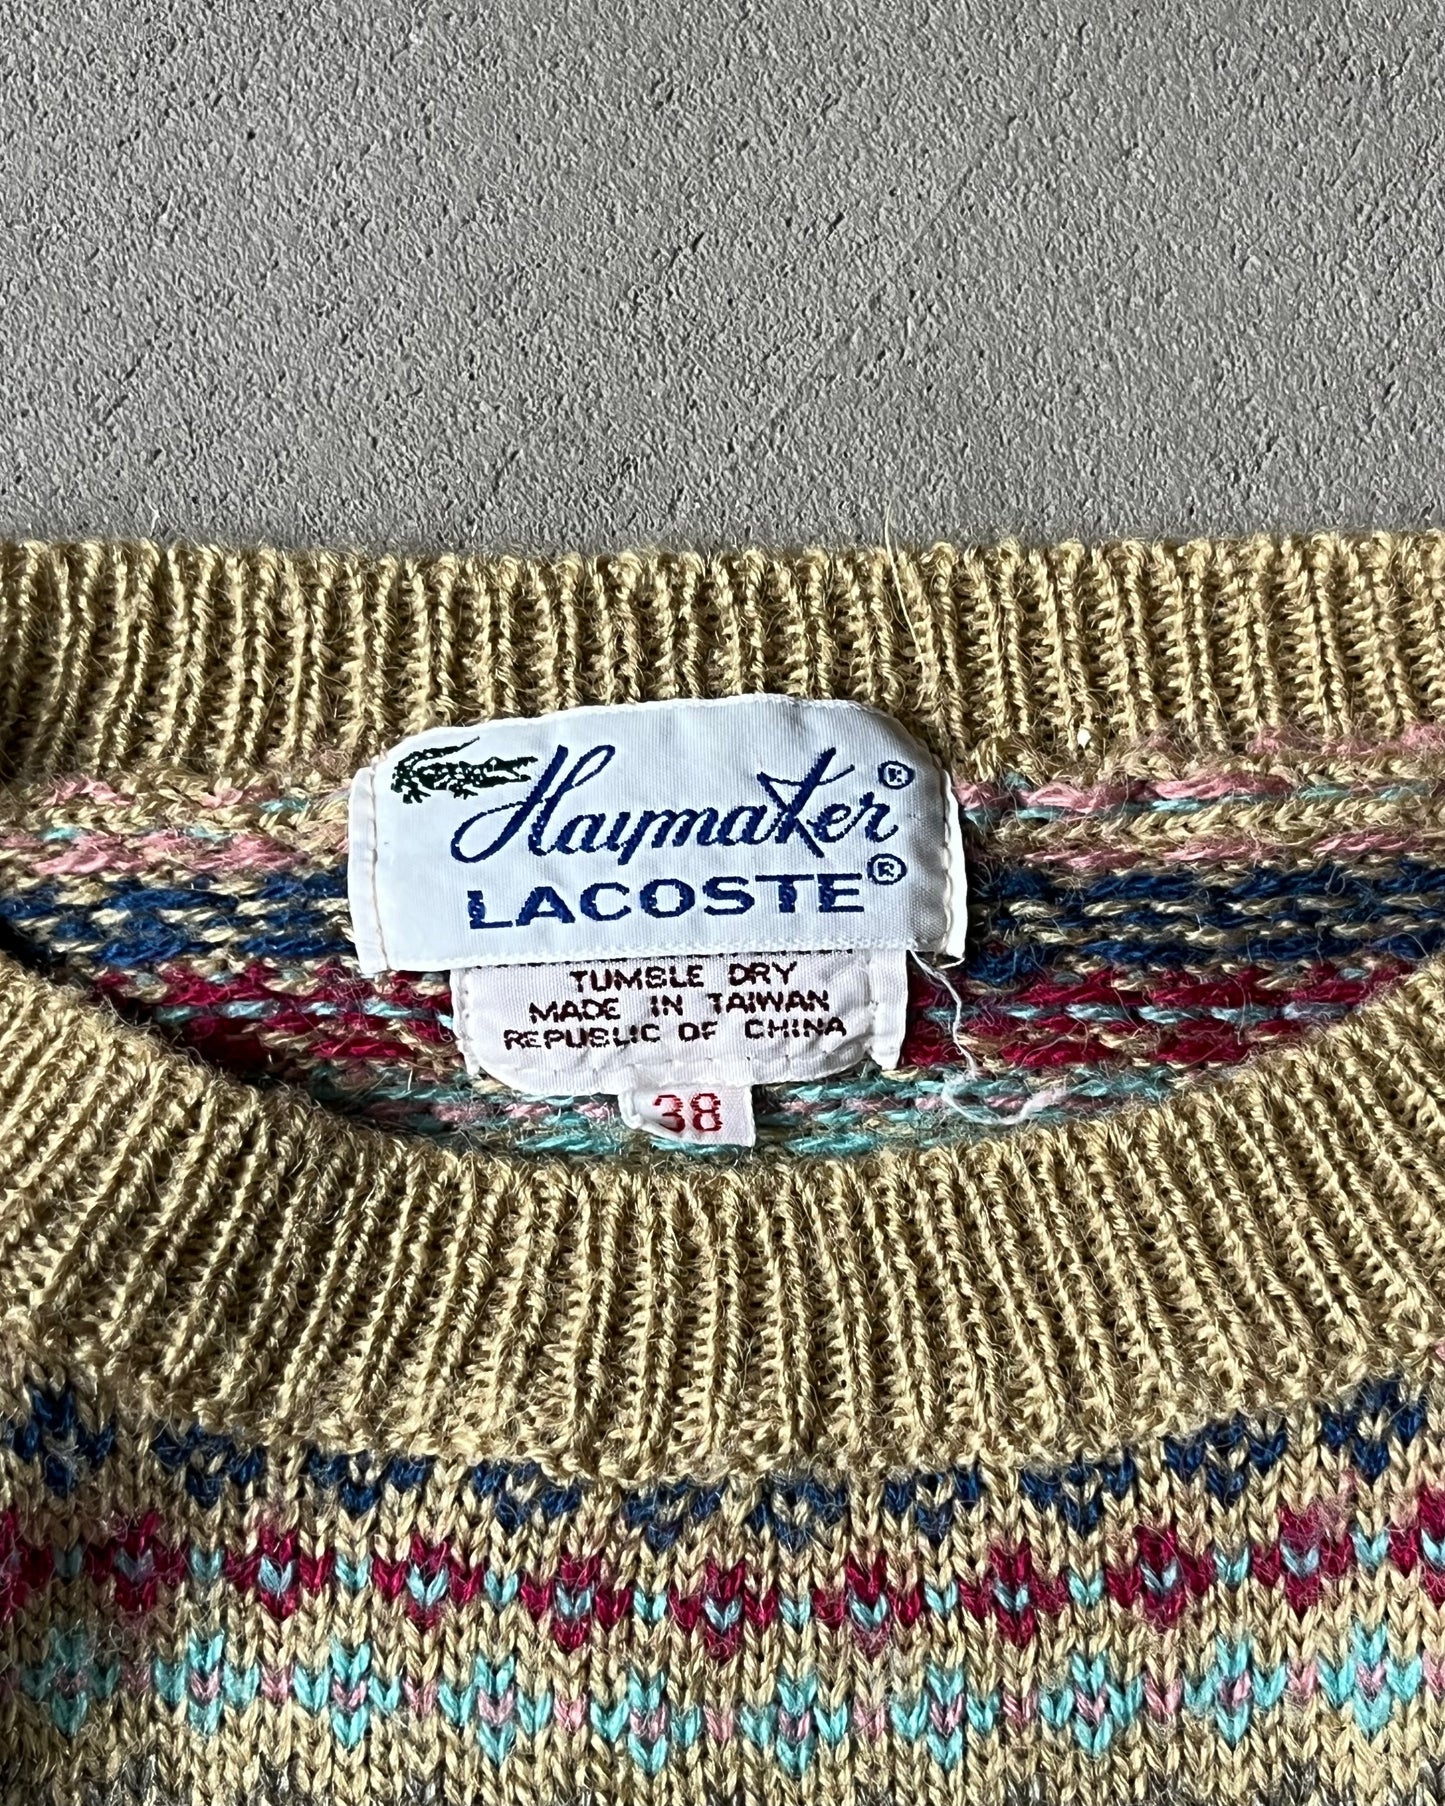 Haymaker®
LACOSTE®
TUMBLE DRY
MADE IN TAIWAN
REPUBLIC OF CHINA
38